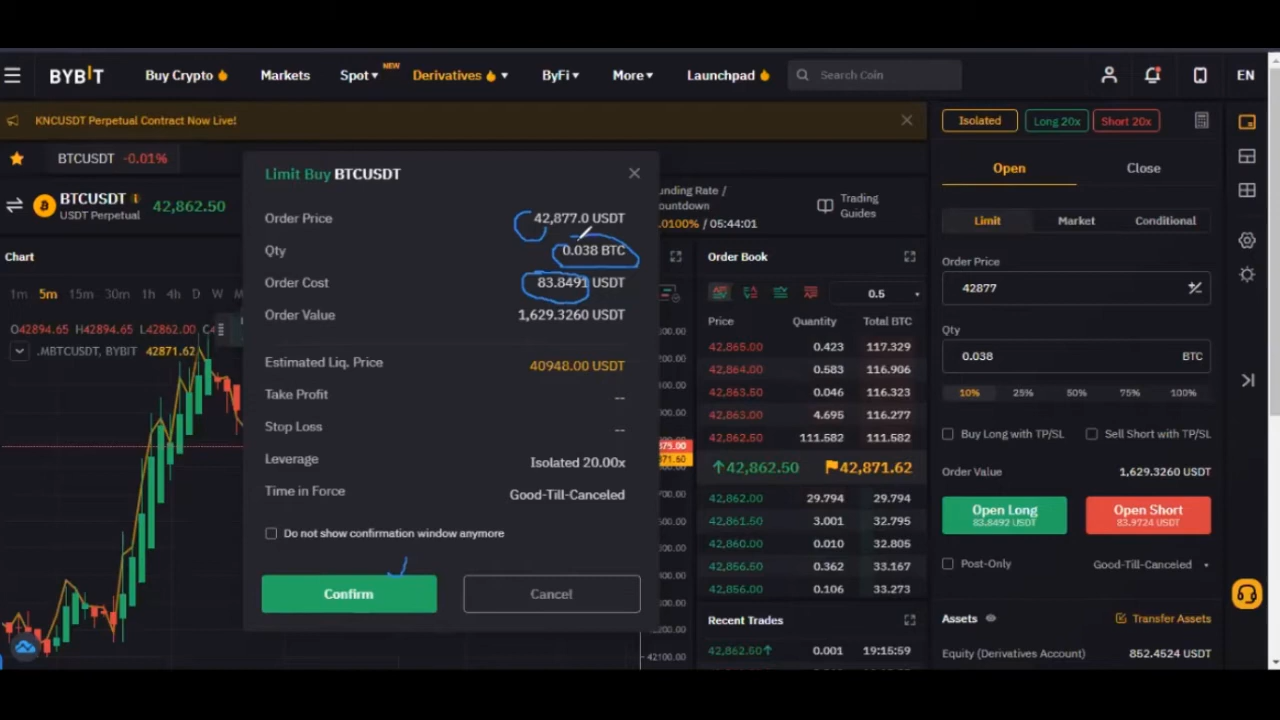 BYBIT
Buy Crypto
Markets
Spot
NEW
Derivatives
ByFi
More
Launchpad
Search Coin
EN
KNCUSDT Perpetual Contract Now Live!
Isolated
Long 20x
Short 20x
BTCUSDT -0.01%
BTCUSDT
USDT Perpetual
42,862.50
unding Rate /
ountdown
.0100% / 05:44:01
Trading
Guides
Limit Buy BTCUSDT
Order Price 42,877.0 USDT
Qty 0.038 BTC
Order Cost 83.8491 USDT
Order Value 1,629.3260 USDT
Estimated Liq. Price 40948.00 USDT
Take Profit --
Stop Loss --
Leverage Isolated 20.00x
Time in Force Good-Till-Canceled
Do not show confirmation window anymore
Confirm
Cancel
Chart
1m 5m 15m 30m 1h 4h D W M
O42894.65 H42894.65 L42862.00
.MBTCUSDT, BYBIT 42871.62
42100.00
Order Book
0.5
Price Quantity Total BTC
42,865.00 0.423 117.329
42,864.00 0.583 116.906
42,863.50 0.046 116.323
42,863.00 4.695 116.277
42,862.50 111.582 111.582
42,862.50 42,871.62
42,862.00 29.794 29.794
42,861.50 3.001 32.795
42,860.00 0.010 32.805
42,856.50 0.362 33.167
42,856.00 0.106 33.273
Recent Trades
42,862.50 0.001 19:15:59
Open
Close
Limit
Market
Conditional
Order Price
42877
Qty
0.038 BTC
10% 25% 50% 75% 100%
Buy Long with TP/SL
Sell Short with TP/SL
Order Value 1,629.3260 USDT
Open Long
83.8492 USDT
Open Short
83.9724 USDT
Post-Only
Good-Till-Canceled
Assets
Transfer Assets
Equity (Derivatives Account) 852.4524 USDT